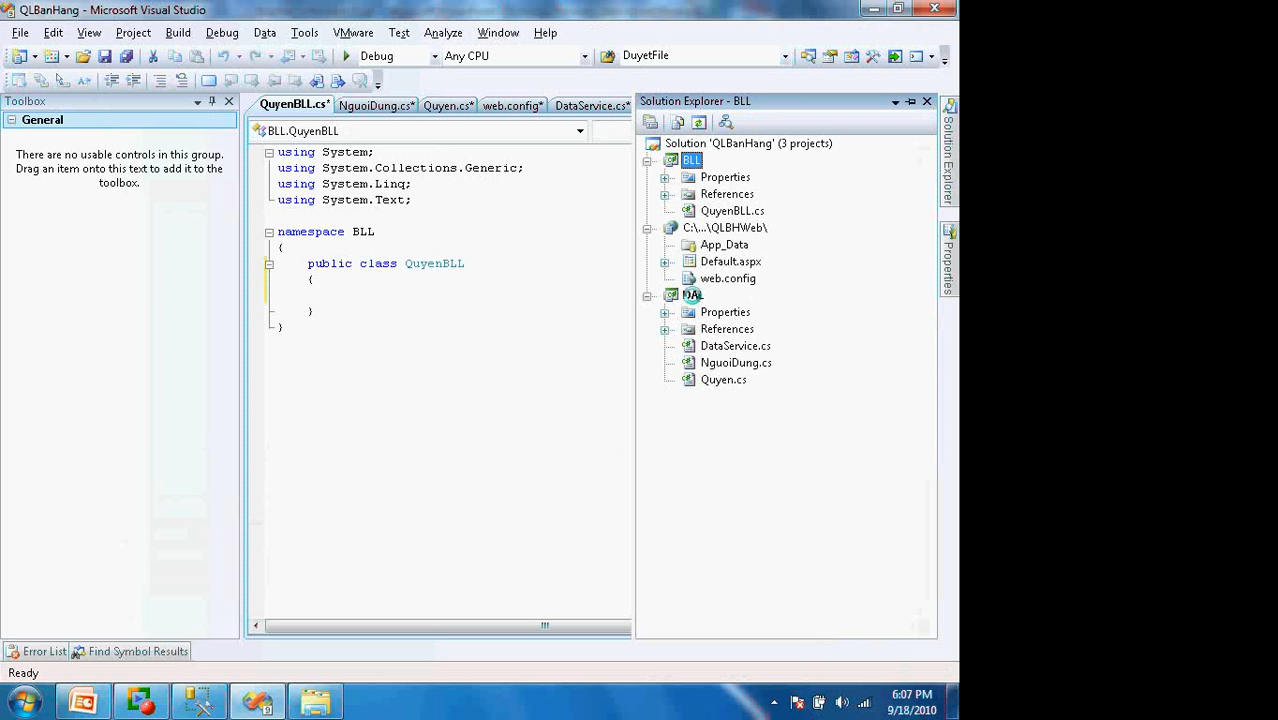 QLBanHang - Microsoft Visual Studio
File Edit View Project Build Debug Data Tools VMware Test Analyze Window Help
Debug Any CPU DuyetFile
Toolbox
General
There are no usable controls in this group.
Drag an item onto this text to add it to the
toolbox.
QuyenBLL.cs* NguoiDung.cs* Quyen.cs* web.config* DataService.cs*
BLL.QuyenBLL
using System;
using System.Collections.Generic;
using System.Linq;
using System.Text;
namespace BLL
{
public class QuyenBLL
{
}
}
Solution Explorer - BLL
Solution 'QLBanHang' (3 projects)
BLL
Properties
References
QuyenBLL.cs
C:\...\QLBHWeb\
App_Data
Default.aspx
web.config
DAL
Properties
References
DataService.cs
NguoiDung.cs
Quyen.cs
Solution Explorer
Properties
Error List Find Symbol Results
Ready
6:07 PM
9/18/2010